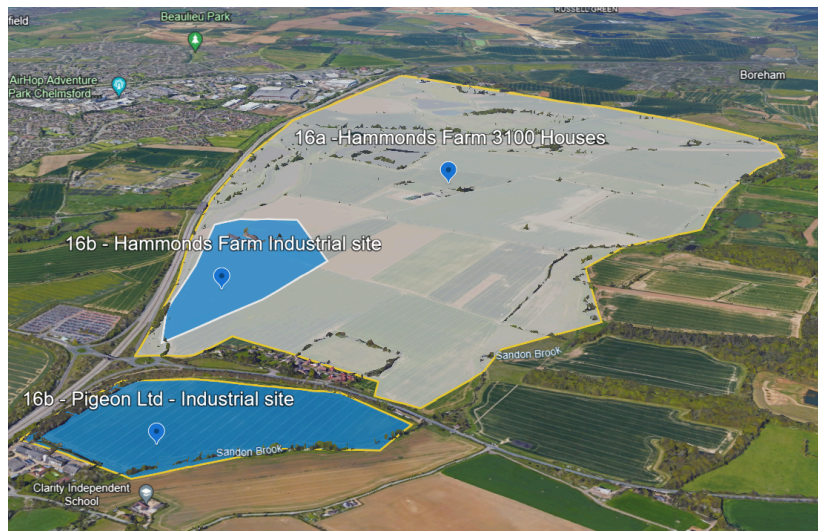 RUSSELL GREEN
field
Beaulieu Park
AirHop Adventure
Park Chelmsford
Boreham
16a -Hammonds Farm 3100 Houses
16b - Hammonds Farm Industrial site
Sandon Brook
16b - Pigeon Ltd - Industrial site
Sandon Brook
Clarity Independent
School